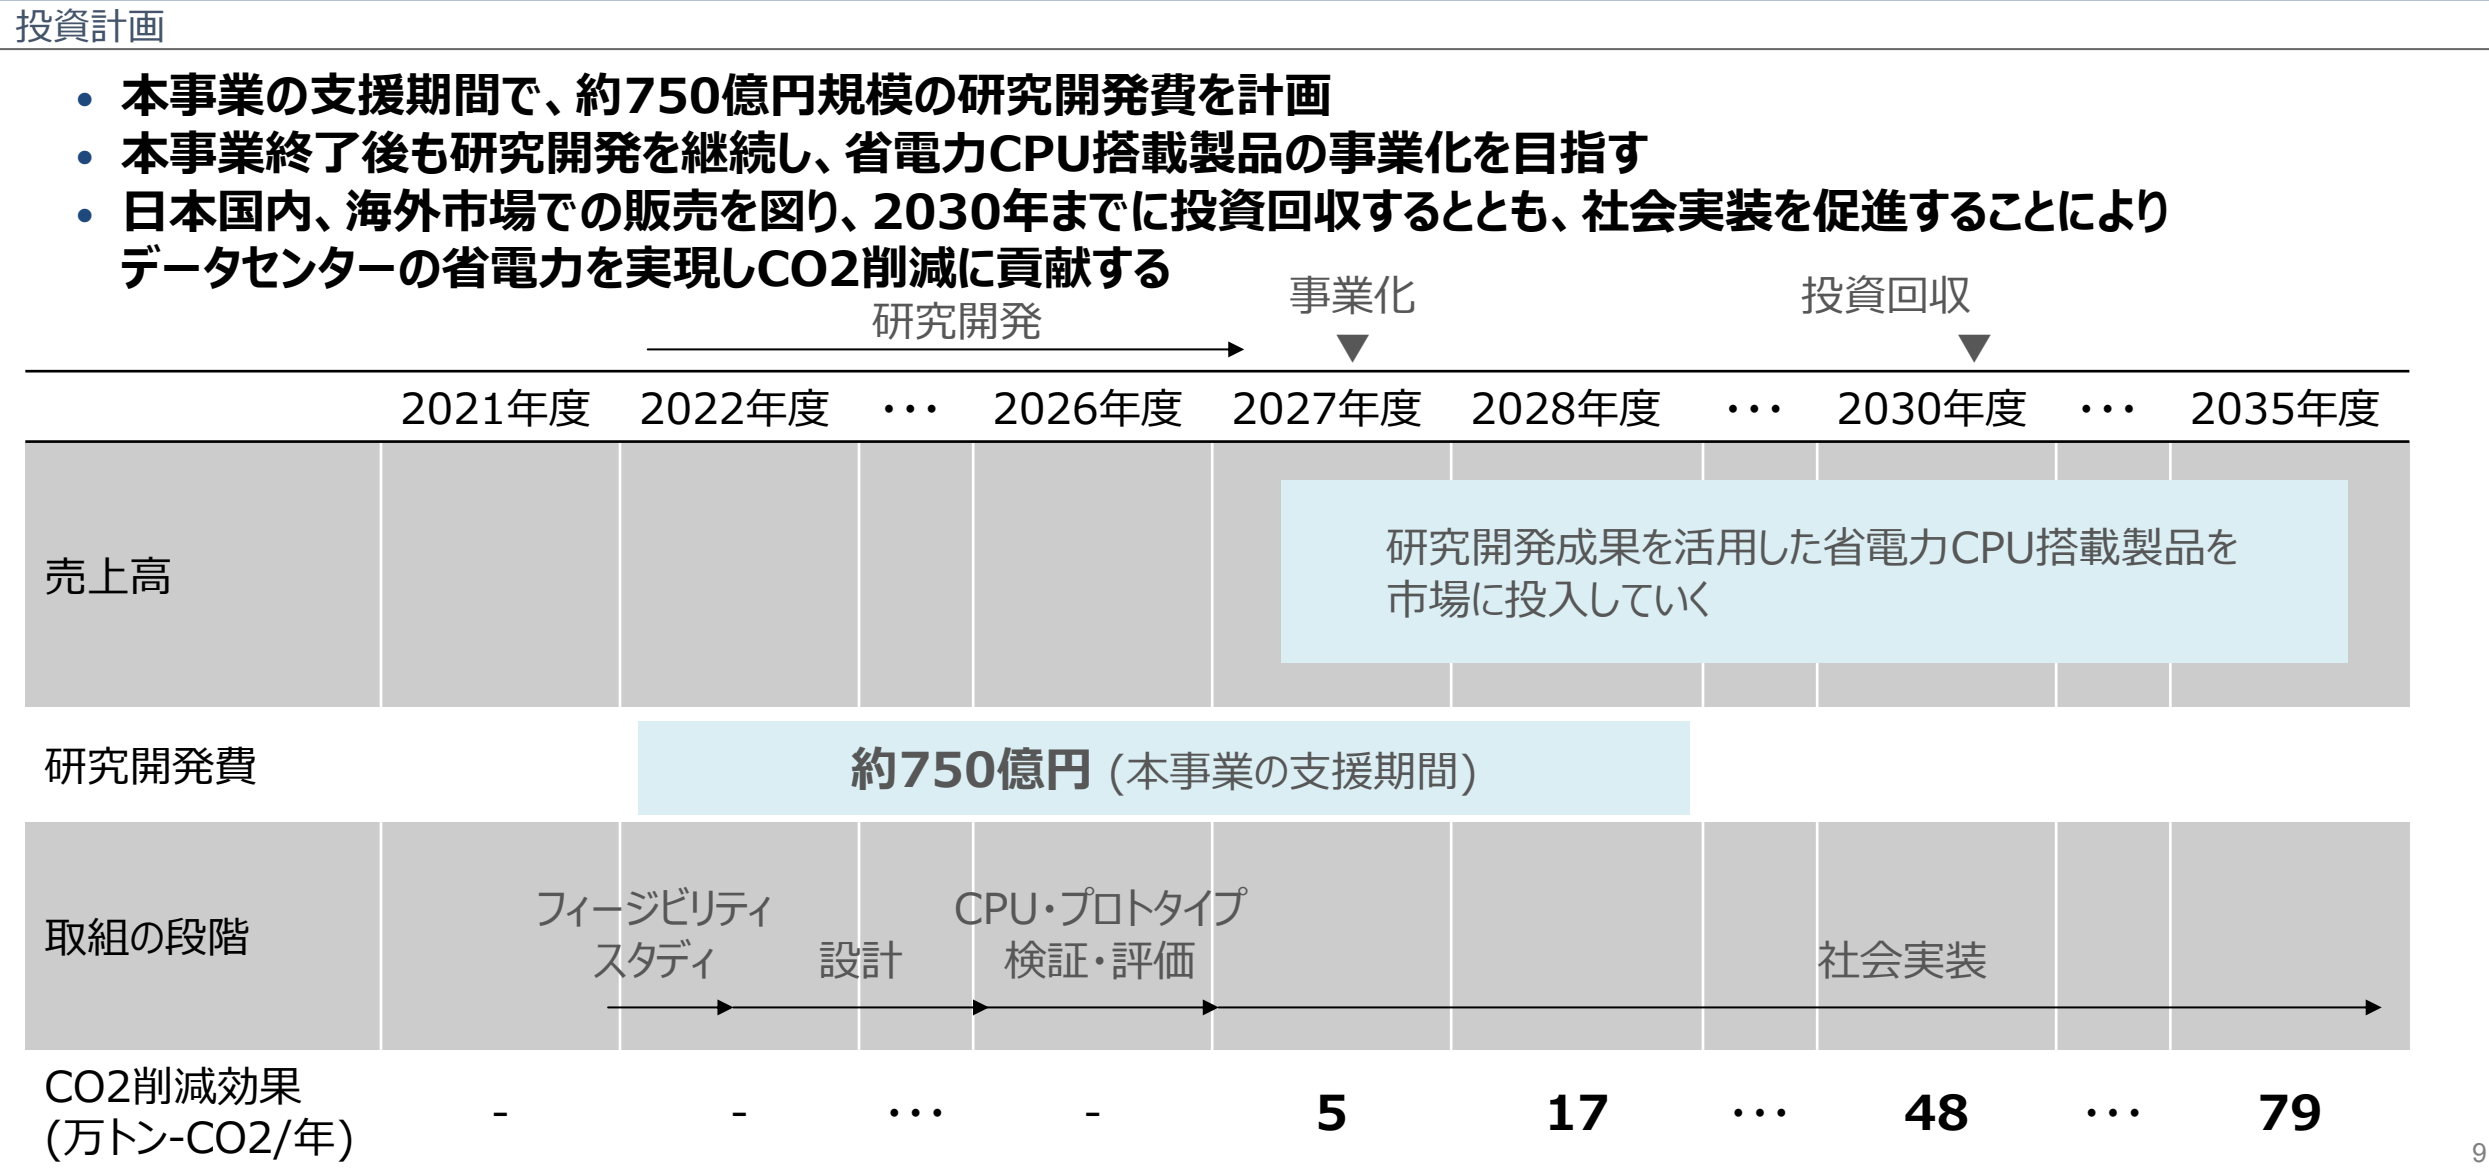 投資計画
• 本事業の支援期間で、約750億円規模の研究開発費を計画
• 本事業終了後も研究開発を継続し、省電力CPU搭載製品の事業化を目指す
• 日本国内、海外市場での販売を図り、2030年までに投資回収するととも、社会実装を促進することにより
データセンターの省電力を実現しCO2削減に貢献する
研究開発 事業化 投資回収
▼ ▼
2021年度 2022年度 ・・・ 2026年度 2027年度 2028年度 ・・・ 2030年度 ・・・ 2035年度
売上高
研究開発成果を活用した省電力CPU搭載製品を
市場に投入していく
研究開発費
約750億円 (本事業の支援期間)
取組の段階
フィージビリティ
スタディ
設計
CPU・プロトタイプ
検証・評価
社会実装
CO2削減効果
(万トン-CO2/年)
- - ・・・ - 5 17 ・・・ 48 ・・・ 79
9